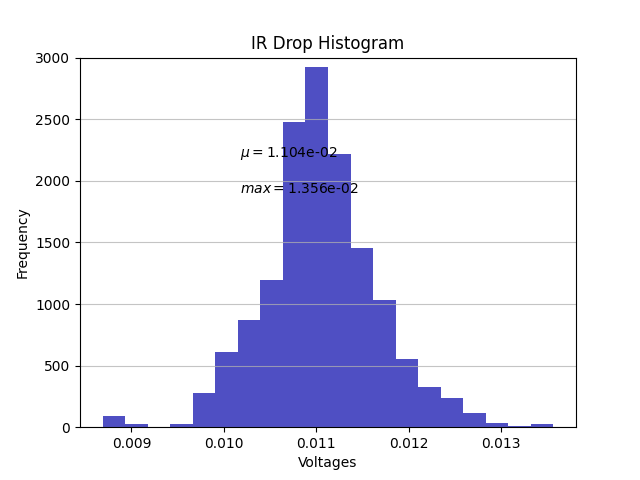 IR Drop Histogram
3000
2500
2000
1500
1000
500
0
μ = 1.104e-02
max = 1.356e-02
Frequency
0.009 0.010 0.011 0.012 0.013
Voltages